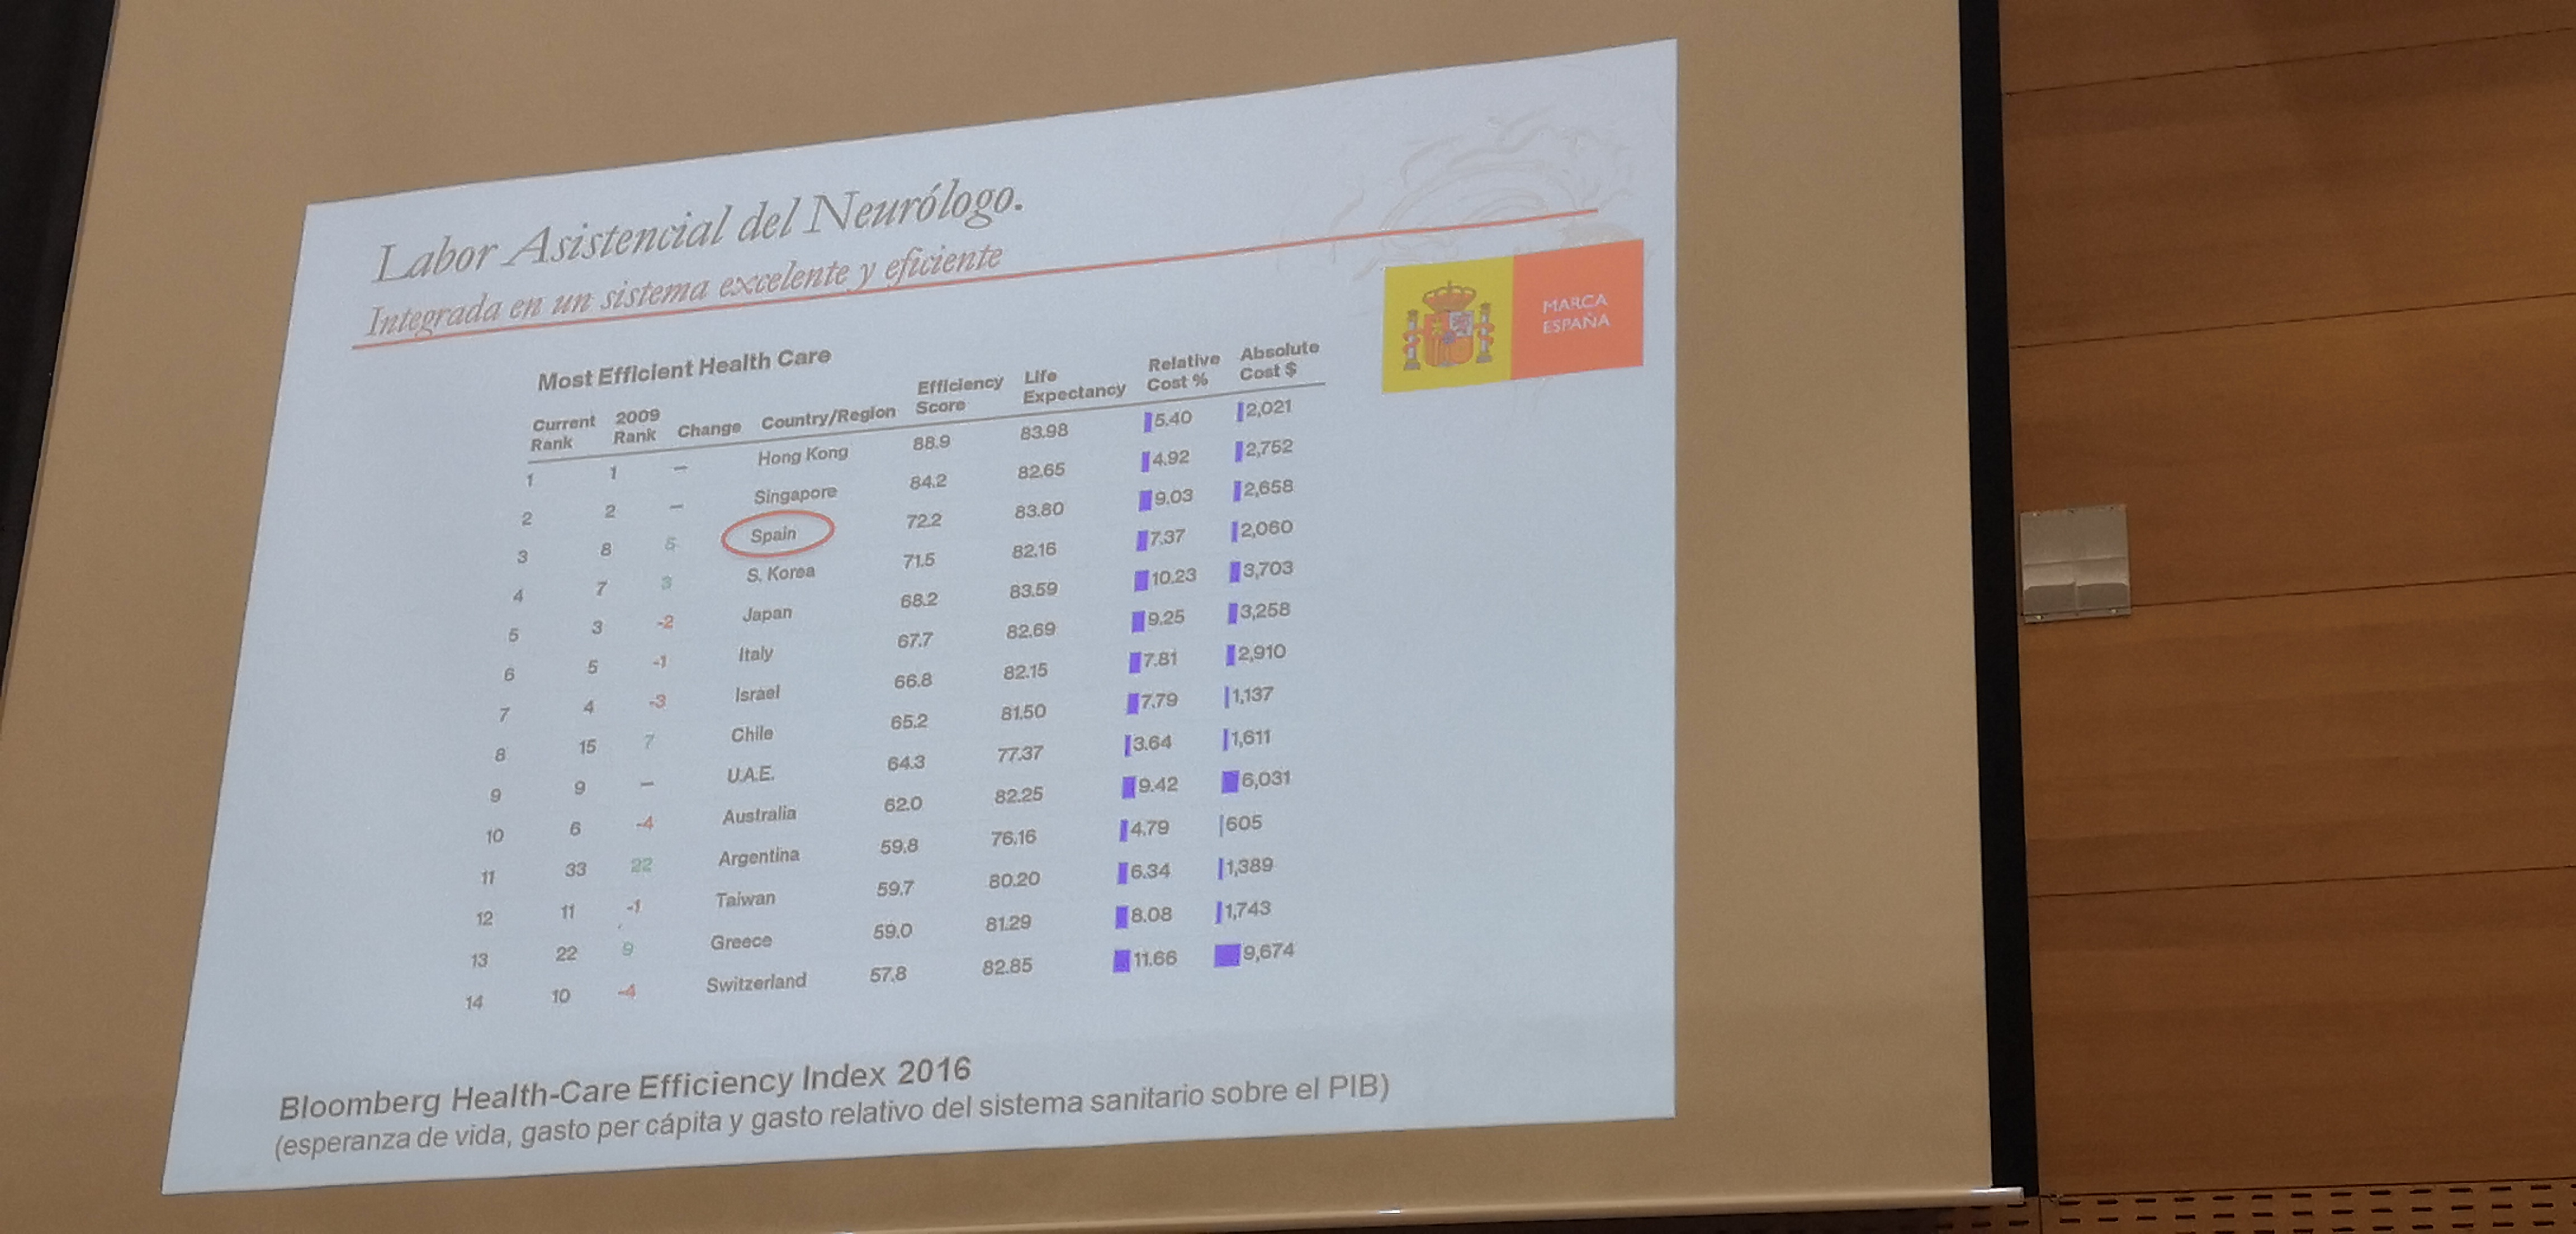 Labor Asistencial del Neurólogo.
Integrada en un sistema excelente y eficiente
MARCA
ESPAÑA
Most Efficient Health Care
Current Rank 2009 Rank Change Country/Region Efficiency Score Life Expectancy Relative Cost % Absolute Cost $
1 1 – Hong Kong 88.9 83.98 5.40 2,021
2 2 – Singapore 84.2 82.65 4.92 2,752
3 8 5 Spain 72.2 83.80 9.03 2,658
4 7 3 S. Korea 71.5 82.16 7.37 2,060
5 3 -2 Japan 68.2 83.59 10.23 3,703
6 5 -1 Italy 67.7 82.69 9.25 3,258
7 4 -3 Israel 66.8 82.15 7.81 2,910
8 15 7 Chile 65.2 81.50 7.79 1,137
9 9 – U.A.E. 64.3 77.37 3.64 1,611
10 6 -4 Australia 62.0 82.25 9.42 6,031
11 33 22 Argentina 59.8 76.16 4.79 605
12 11 -1 Taiwan 59.7 80.20 6.34 1,389
13 22 9 Greece 59.0 81.29 8.08 1,743
14 10 -4 Switzerland 57.8 82.85 11.66 9,674
Bloomberg Health-Care Efficiency Index 2016
(esperanza de vida, gasto per cápita y gasto relativo del sistema sanitario sobre el PIB)